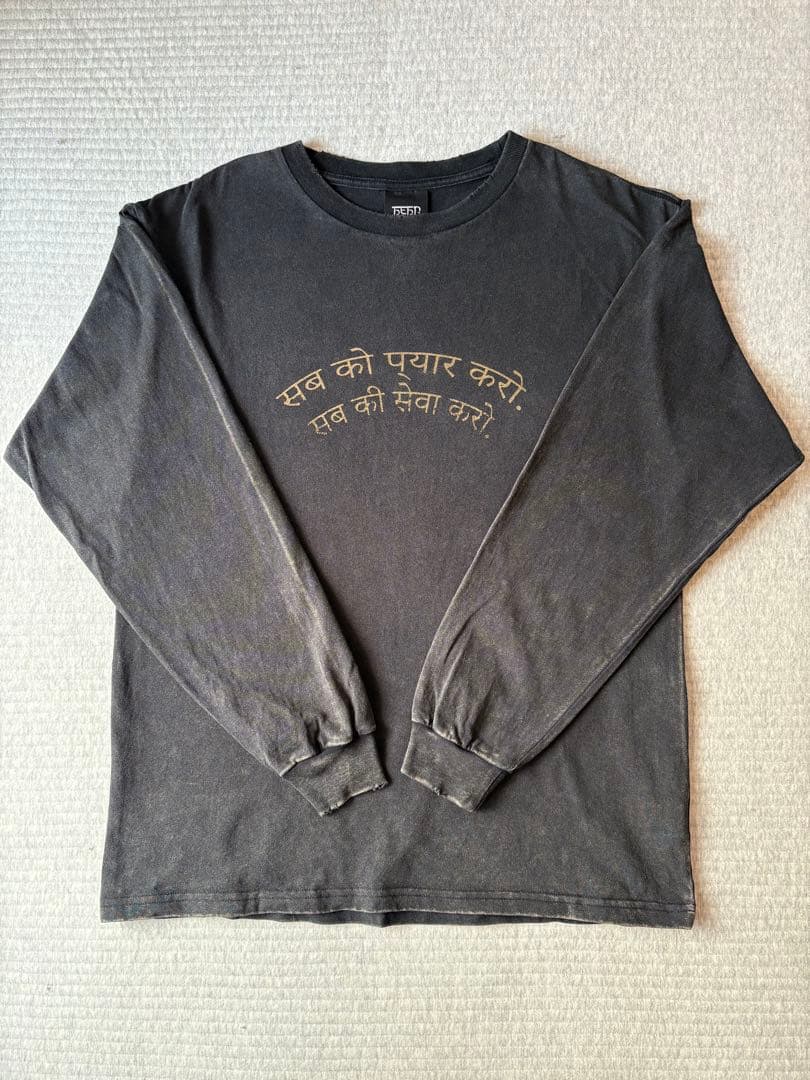 सब को प्‌यार करो.
सब की सेवा करो.